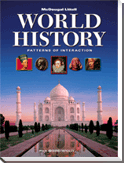 McDougal Littell
WORLD
HISTORY
PATTERNS OF INTERACTION